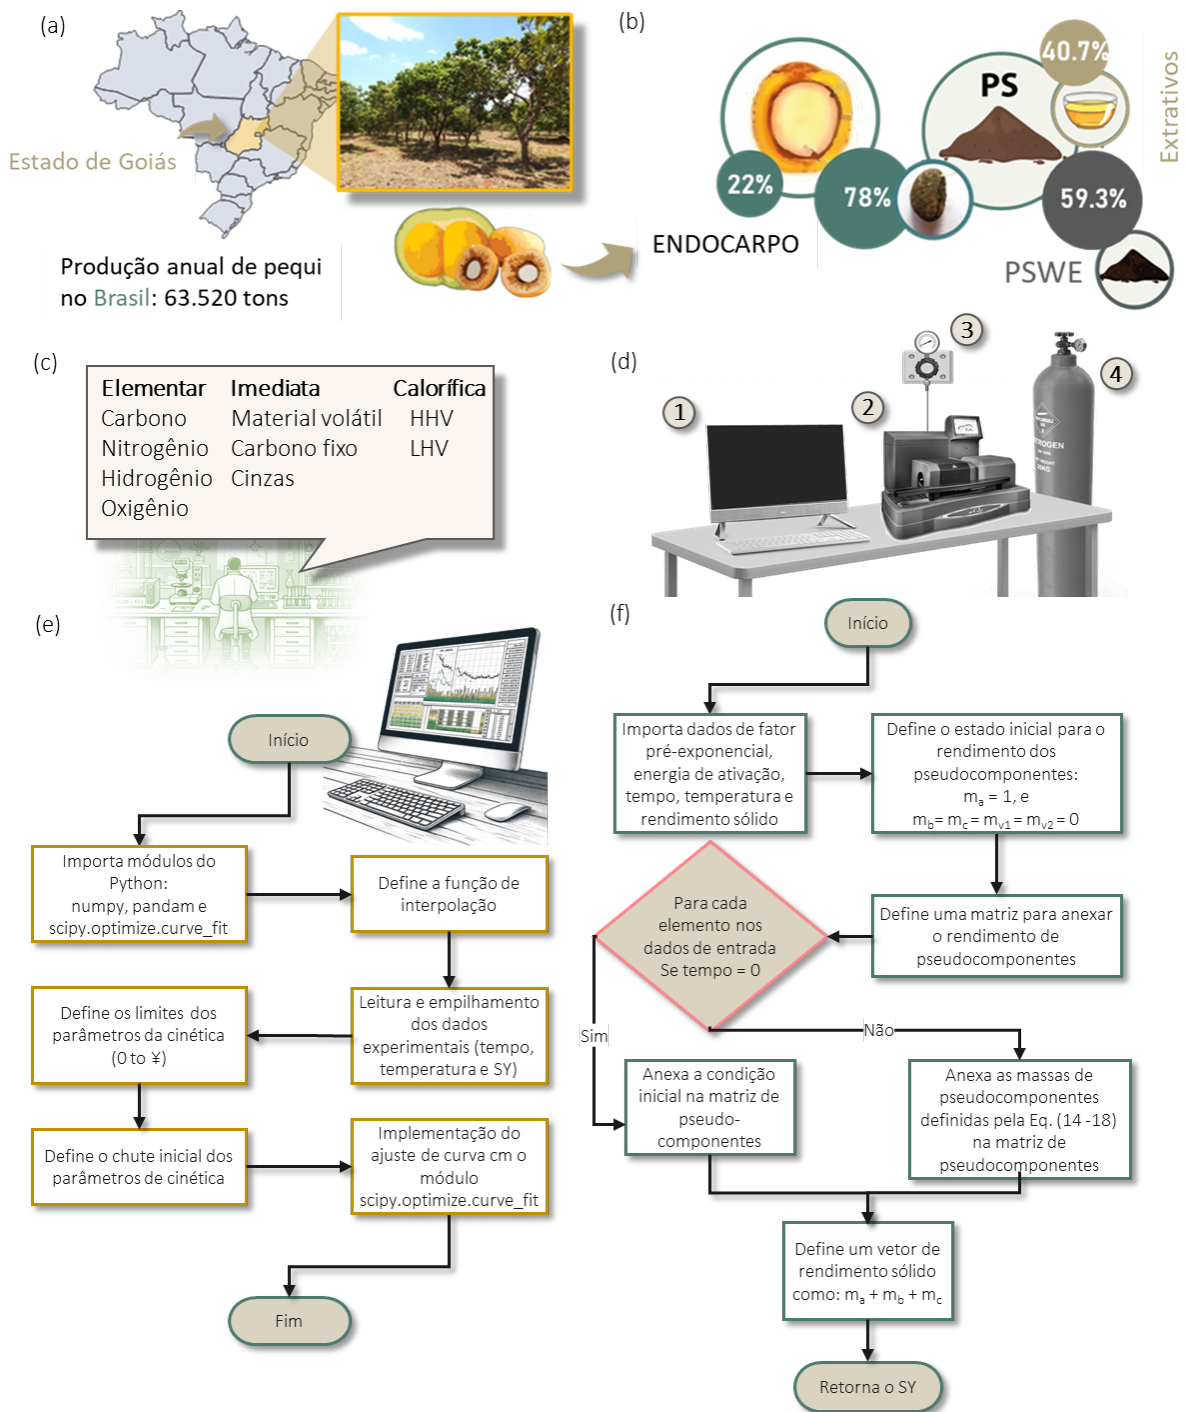 (a)
Estado de Goiás
Produção anual de pequi
no Brasil: 63.520 tons
(b)
22%
78%
ENDOCARPO
PS
40.7%
Extrativos
59.3%
PSWE
(c)
Elementar Imediata Calorífica
Carbono Material volátil HHV
Nitrogênio Carbono fixo LHV
Hidrogênio Cinzas
Oxigênio
(d)
1
2
3
4
(e)
Início
Importa módulos do
Python:
numpy, pandam e
scipy.optimize.curve_fit
Define a função de
interpolação
Leitura e empilhamento
dos dados
experimentais (tempo,
temperatura e SY)
Define os limites dos
parâmetros da cinética
(0 to ¥)
Define o chute inicial dos
parâmetros de cinética
Implementação do
ajuste de curva cm o
módulo
scipy.optimize.curve_fit
Fim
(f)
Início
Importa dados de fator
pré-exponencial,
energia de ativação,
tempo, temperatura e
rendimento sólido
Define o estado inicial para o
rendimento dos
pseudocomponentes:
mₐ = 1, e
m_b= m_c = m_v1 = m_v2 = 0
Define uma matriz para anexar
o rendimento de
pseudocomponentes
Para cada
elemento nos
dados de entrada
Se tempo = 0
Sim
Não
Anexa a condição
inicial na matriz de
pseudo-
componentes
Anexa as massas de
pseudocomponentes
definidas pela Eq. (14 -18)
na matriz de
pseudocomponentes
Define um vetor de
rendimento sólido
como: mₐ + m_b + m_c
Retorna o SY